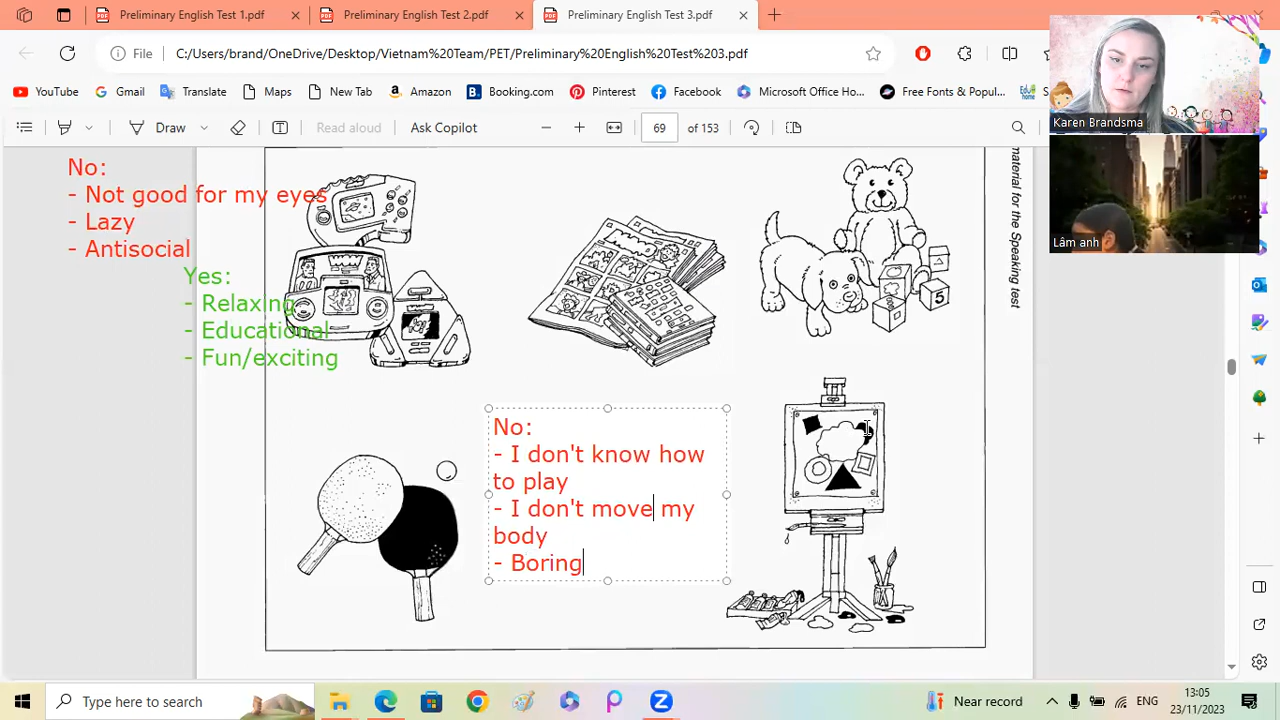 Preliminary English Test 1.pdf
Preliminary English Test 2.pdf
Preliminary English Test 3.pdf
File
C:/Users/brand/OneDrive/Desktop/Vietnam%20Team/PET/Preliminary%20English%20Test%203.pdf
YouTube
Gmail
Translate
Maps
New Tab
Amazon
Booking.com
Pinterest
Facebook
Microsoft Office Ho...
Free Fonts & Popul...
Draw
Read aloud
Ask Copilot
69
of 153
Karen Brandsma
Lâm anh
No:
- Not good for my eyes
- Lazy
- Antisocial
Yes:
- Relaxing
- Educational
- Fun/exciting
material for the Speaking test
WOW
5
No:
- I don't know how
to play
- I don't move my
body
- Boring
Type here to search
Near record
ENG
13:05
23/11/2023